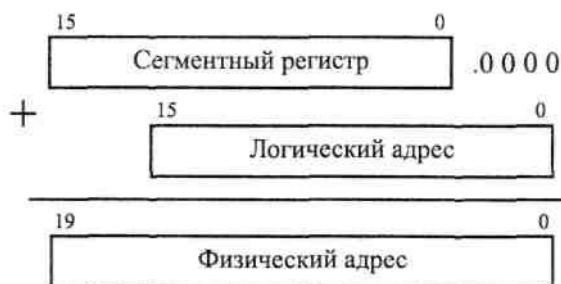 15 0
Сегментный регистр .0 0 0 0
+
15 0
Логический адрес
19 0
Физический адрес